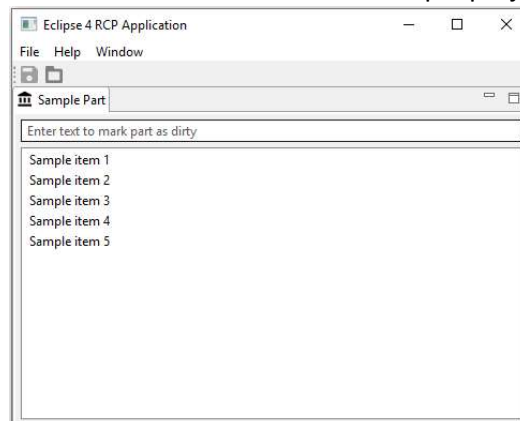 Eclipse 4 RCP Application
File Help Window
Sample Part
Enter text to mark part as dirty
Sample item 1
Sample item 2
Sample item 3
Sample item 4
Sample item 5